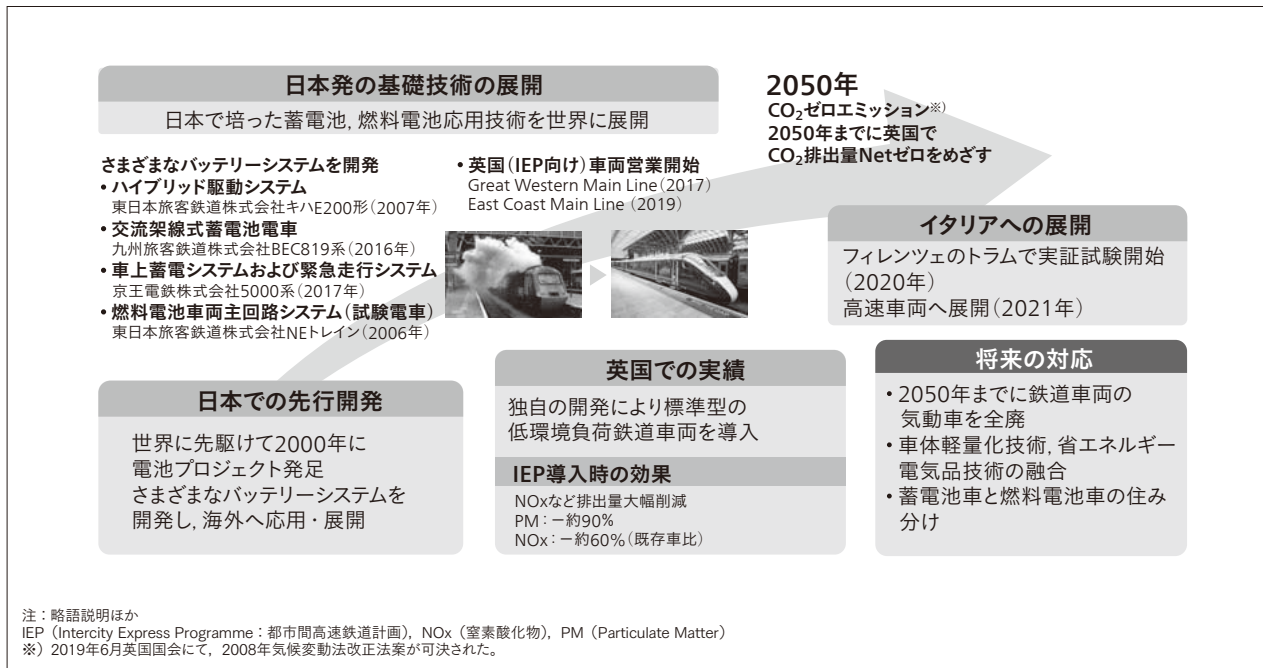 日本発の基礎技術の展開
日本で培った蓄電池, 燃料電池応用技術を世界に展開
さまざまなバッテリーシステムを開発
• ハイブリッド駆動システム
東日本旅客鉄道株式会社キハE200形(2007年)
• 交流架線式蓄電池電車
九州旅客鉄道株式会社BEC819系(2016年)
• 車上蓄電システムおよび緊急走行システム
京王電鉄株式会社5000系(2017年)
• 燃料電池車両主回路システム(試験電車)
東日本旅客鉄道株式会社NEトレイン(2006年)
• 英国(IEP向け)車両営業開始
Great Western Main Line(2017)
East Coast Main Line (2019)
2050年
CO₂ゼロエミッション※)
2050年までに英国で
CO₂排出量Netゼロをめざす
イタリアへの展開
フィレンツェのトラムで実証試験開始
(2020年)
高速車両へ展開(2021年)
日本での先行開発
世界に先駆けて2000年に
電池プロジェクト発足
さまざまなバッテリーシステムを
開発し, 海外へ応用・展開
英国での実績
独自の開発により標準型の
低環境負荷鉄道車両を導入
IEP導入時の効果
NOxなど排出量大幅削減
PM:−約90%
NOx:−約60%(既存車比)
将来の対応
• 2050年までに鉄道車両の
気動車を全廃
• 車体軽量化技術, 省エネルギー
電気品技術の融合
• 蓄電池車と燃料電池車の住み
分け
注:略語説明ほか
IEP(Intercity Express Programme:都市間高速鉄道計画), NOx(窒素酸化物), PM(Particulate Matter)
※)2019年6月英国国会にて, 2008年気候変動法改正法案が可決された。